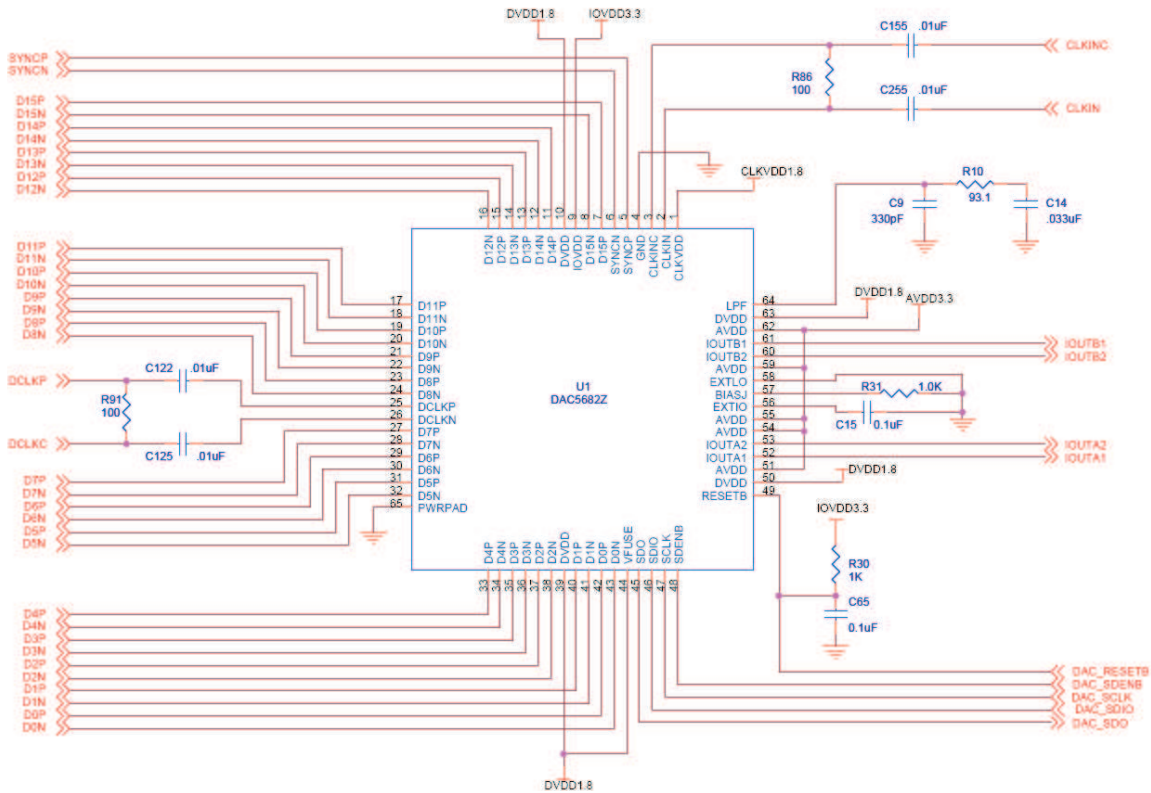 DVDD1.8
IOVDD3.3
C155 .01uF
CLKINC
R86
100
C255 .01uF
CLKIN
SYNCP
SYNCN
D15P
D15N
D14P
D14N
D13P
D13N
D12P
D12N
CLKVDD1.8
R10
93.1
C9
330pF
C14
.033uF
16 15 14 13 12 11 10 9 8 7 6 5 4 3 2 1
D12N D12P D13N D13P D14N D14P DVDD IOVDD D15N D15P SYNCN SYNCP GND CLKINC CLKIN CLKVDD
D11P
D11N
D10P
D10N
D9P
D9N
D8P
D8N
DCLKP
C122 .01uF
R91
100
DCLKC
C125 .01uF
D7P
D7N
D6P
D6N
D5P
D5N
17 D11P
18 D11N
19 D10P
20 D10N
21 D9P
22 D9N
23 D8P
24 D8N
25 DCLKP
26 DCLKN
27 D7P
28 D7N
29 D6P
30 D6N
31 D5P
32 D5N
65 PWRPAD
U1
DAC5682Z
LPF 64
DVDD 63
AVDD 62
IOUTB1 61
IOUTB2 60
AVDD 59
EXTLO 58
BIASJ 57
EXTIO 56
AVDD 55
AVDD 54
IOUTA2 53
IOUTA1 52
AVDD 51
DVDD 50
RESETB 49
DVDD1.8
AVDD3.3
IOUTB1
IOUTB2
R31 1.0K
C15 0.1uF
IOUTA2
IOUTA1
DVDD1.8
IOVDD3.3
R30
1K
C65
0.1uF
D4P D4N D3P D3N D2P D2N DVDD D1P D1N D0P D0N VFUSE SDO SDIO SCLK SDENB
33 34 35 36 37 38 39 40 41 42 43 44 45 46 47 48
D4P
D4N
D3P
D3N
D2P
D2N
D1P
D1N
D0P
D0N
DAC_RESETB
DAC_SDENB
DAC_SCLK
DAC_SDIO
DAC_SDO
DVDD1.8